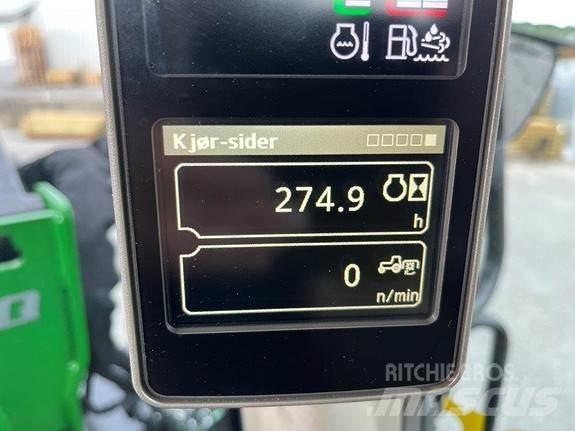 Kjør-sider
274.9
h
0
n/min
RITCHIE BROS.
MASCUS